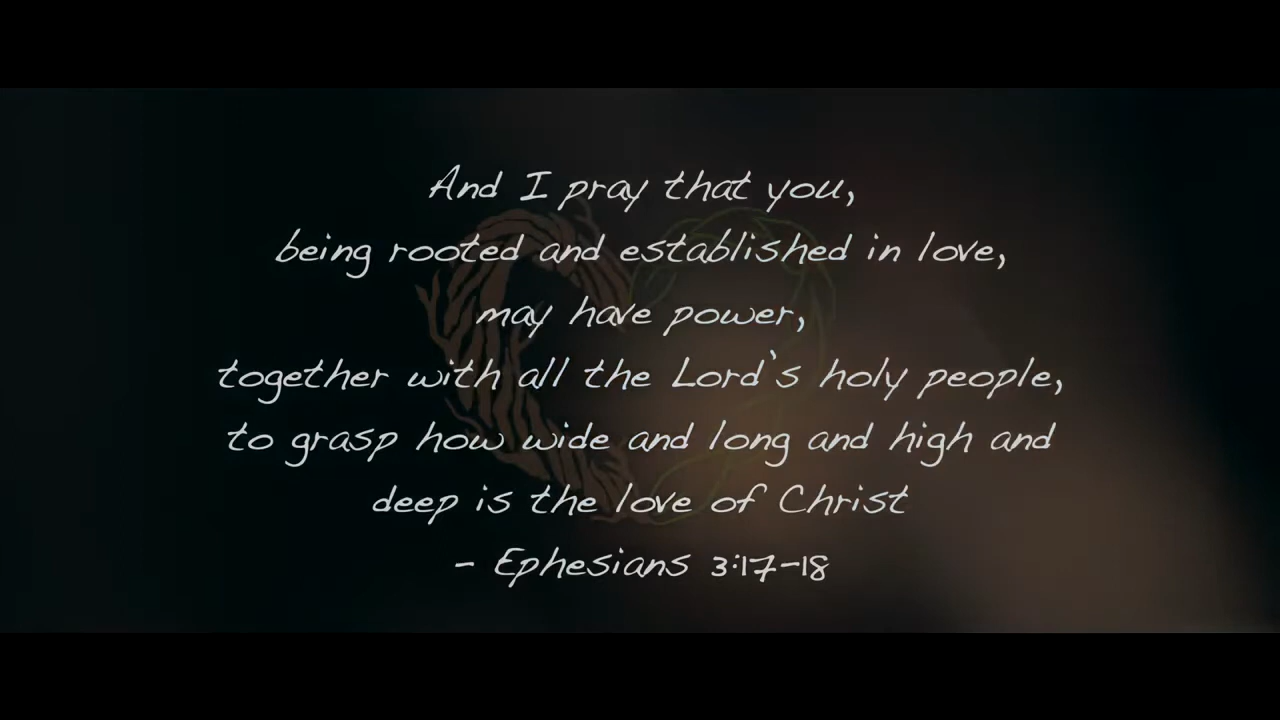 And I pray that you,
being rooted and established in love,
may have power,
together with all the Lord's holy people,
to grasp how wide and long and high and
deep is the love of Christ
- Ephesians 3:17-18